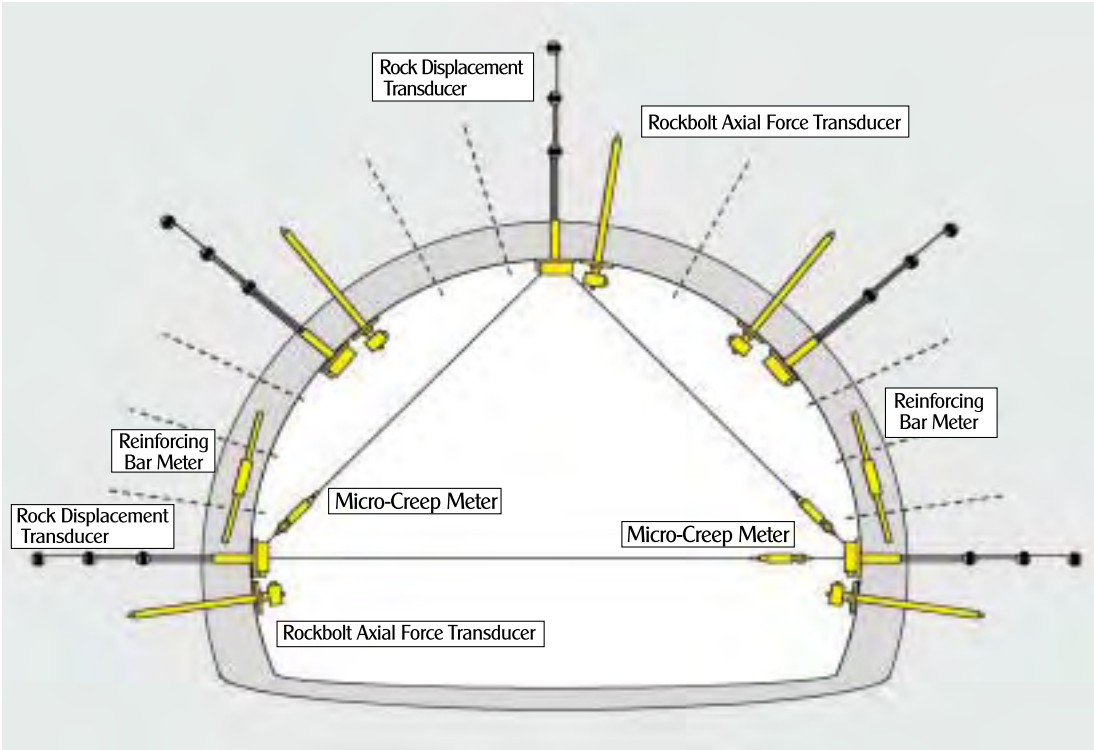 Rock Displacement
Transducer
Rockbolt Axial Force Transducer
Reinforcing
Bar Meter
Reinforcing
Bar Meter
Micro-Creep Meter
Rock Displacement
Transducer
Micro-Creep Meter
Rockbolt Axial Force Transducer